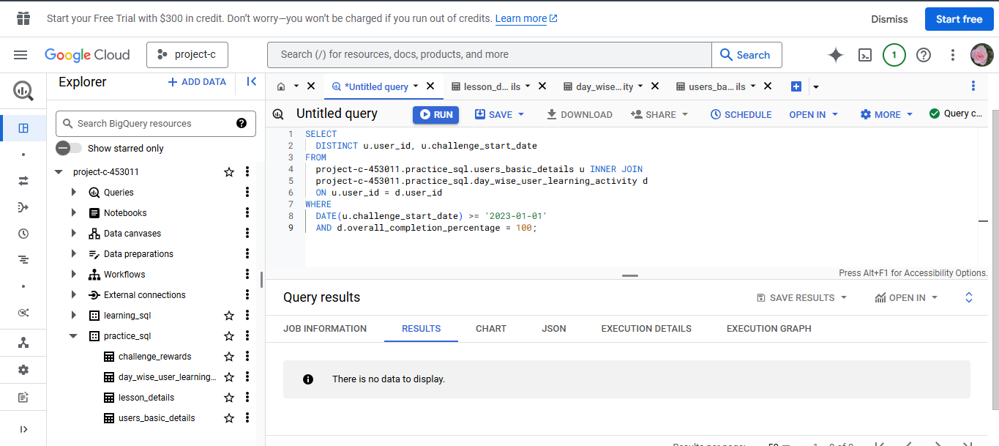 Start your Free Trial with $300 in credit. Don't worry—you won't be charged if you run out of credits. Learn more
Dismiss
Start free
Google Cloud
project-c
Search (/) for resources, docs, products, and more
Search
1
Explorer
+ ADD DATA
*Untitled query
lesson_d... ils
day_wise...ity
users_ba... ils
Untitled query
RUN
SAVE
DOWNLOAD
SHARE
SCHEDULE
OPEN IN
MORE
Query c...
Search BigQuery resources
Show starred only
project-c-453011
Queries
Notebooks
Data canvases
Data preparations
Workflows
External connections
learning_sql
practice_sql
challenge_rewards
day_wise_user_learning...
lesson_details
users_basic_details
1 SELECT
2 DISTINCT u.user_id, u.challenge_start_date
3 FROM
4 project-c-453011.practice_sql.users_basic_details u INNER JOIN
5 project-c-453011.practice_sql.day_wise_user_learning_activity d
6 ON u.user_id = d.user_id
7 WHERE
8 DATE(u.challenge_start_date) >= '2023-01-01'
9 AND d.overall_completion_percentage = 100;
Press Alt+F1 for Accessibility Options.
Query results
SAVE RESULTS
OPEN IN
JOB INFORMATION
RESULTS
CHART
JSON
EXECUTION DETAILS
EXECUTION GRAPH
There is no data to display.